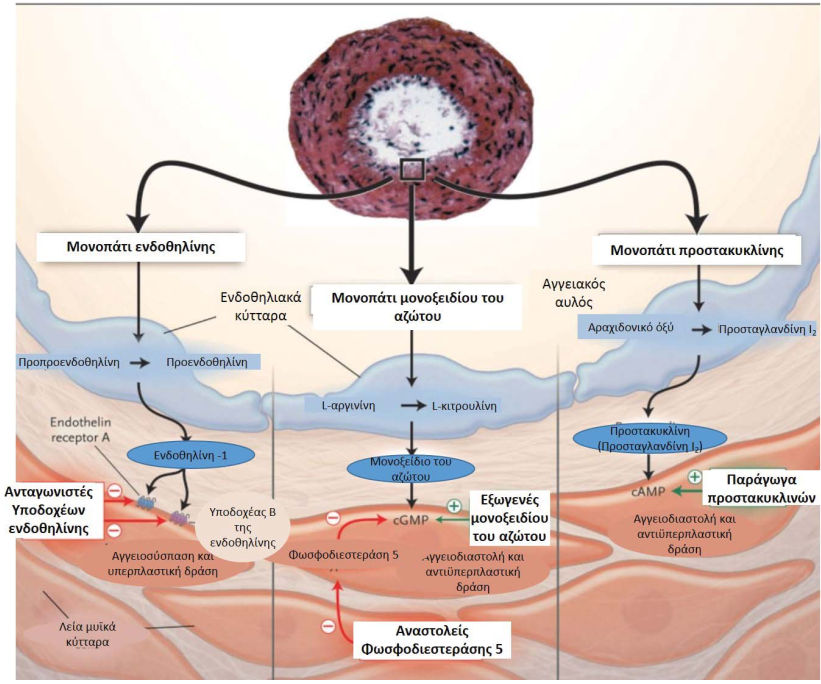 Μονοπάτι ενδοθηλίνης
Μονοπάτι προστακυκλίνης
Ενδοθηλιακά
κύτταρα
Μονοπάτι μονοξειδίου του
αζώτου
Αγγειακός
αυλός
Προπροενδοθηλίνη
Προενδοθηλίνη
L-αργινίνη
L-κιτρουλίνη
Αραχιδονικό όξύ
Προσταγλανδίνη I₂
Endothelin
receptor A
Ενδοθηλίνη -1
Μονοξείδιο του
αζώτου
Προστακυκλίνη
(Προσταγλανδίνη I₂)
Ανταγωνιστές
Υποδοχέων
ενδοθηλίνης
Υποδοχέας Β
της
ενδοθηλίνης
Αγγειοσύσπαση και
υπερπλαστική δράση
cGMP
Εξωγενές
μονοξειδίου
του αζώτου
Φωσφοδιεστεράση 5
Αγγειοδιαστολή και
αντιϋπερπλαστική
δράση
cAMP
Παράγωγα
προστακυκλινών
Αγγειοδιαστολή και
αντιϋπερπλαστική
δράση
Λεία μυϊκά
κύτταρα
Αναστολείς
Φωσφοδιεστεράσης 5